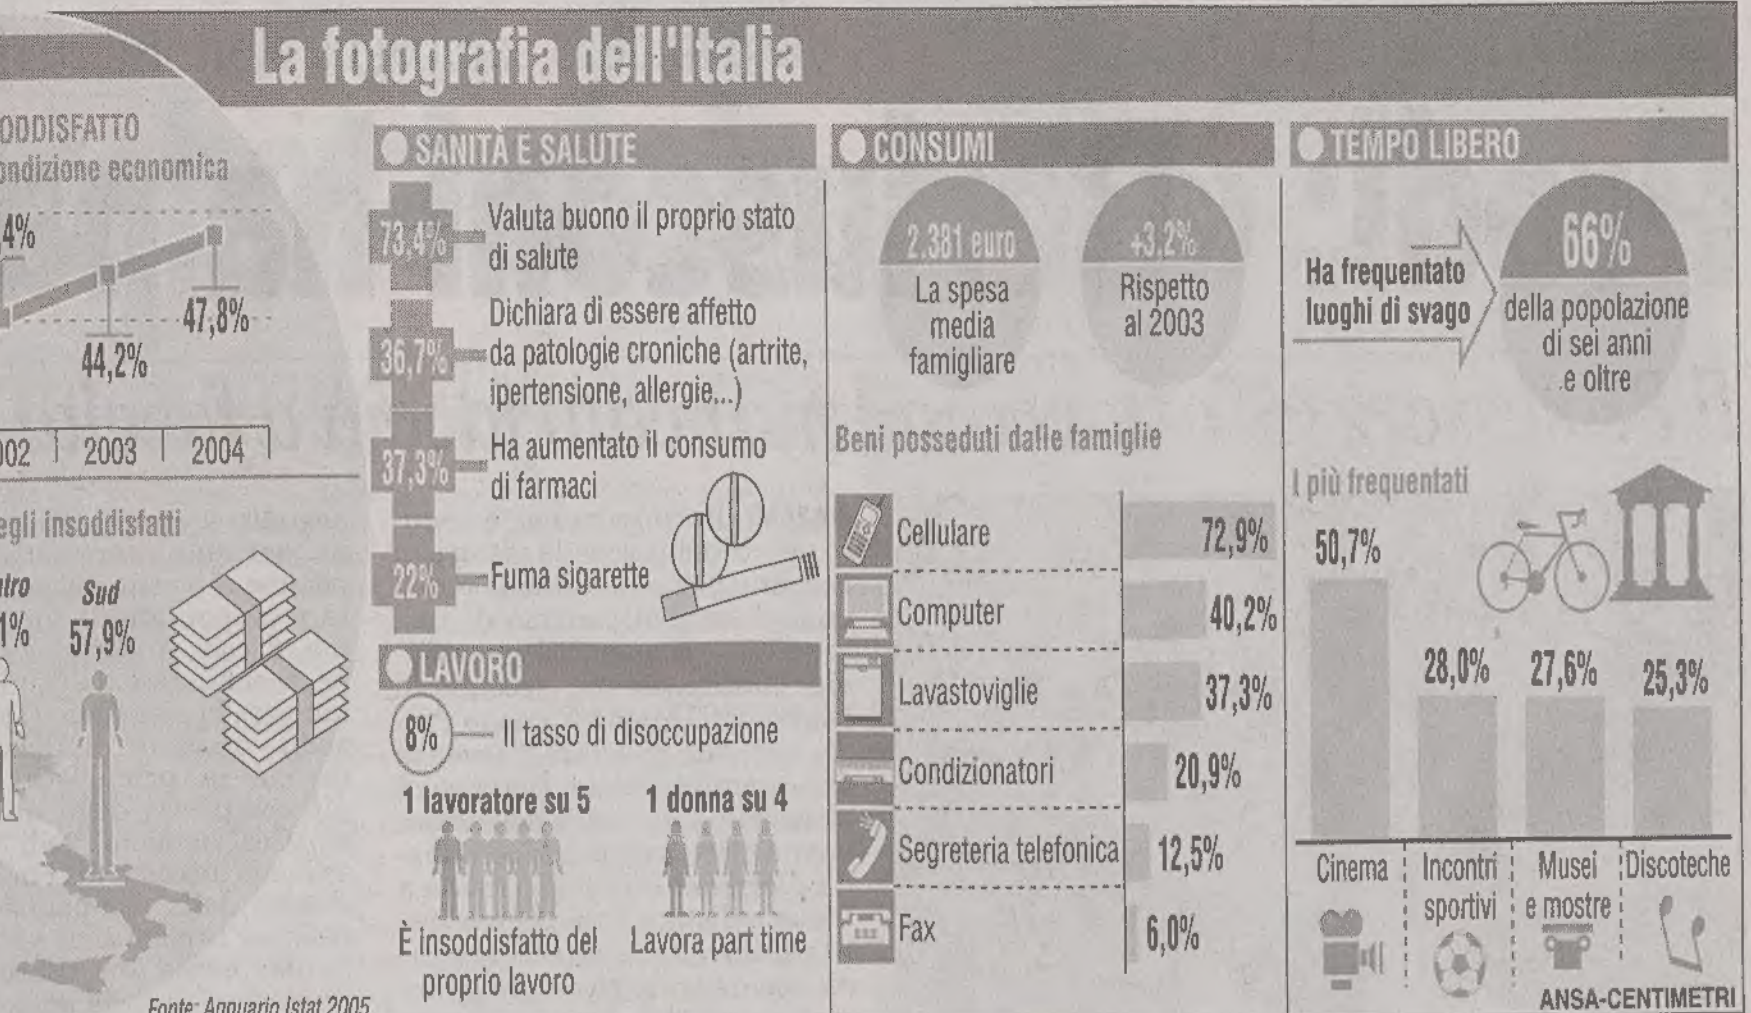 La fotografia dell'Italia
economica
44,2%
47,8%
2003
2004
insoddisfatti
Sud
57,9%
Fonte: Annuario Istat 2005
SANITÀ E SALUTE
73,4%
Valuta buono il proprio stato
di salute
36,7%
Dichiara di essere affetto
da patologie croniche (artrite,
ipertensione, allergie...)
37,3%
Ha aumentato il consumo
di farmaci
22%
Fuma sigarette
LAVORO
8%
Il tasso di disoccupazione
1 lavoratore su 5
È insoddisfatto del
proprio lavoro
1 donna su 4
Lavora part time
CONSUMI
2.381 euro
La spesa
media
famigliare
+3,2%
Rispetto
al 2003
Beni posseduti dalle famiglie
Cellulare 72,9%
Computer 40,2%
Lavastoviglie 37,3%
Condizionatori 20,9%
Segreteria telefonica 12,5%
Fax 6,0%
TEMPO LIBERO
Ha frequentato
luoghi di svago
66%
della popolazione
di sei anni
e oltre
I più frequentati
50,7%
28,0%
27,6%
25,3%
Cinema
Incontri
sportivi
Musei
e mostre
Discoteche
ANSA-CENTIMETRI